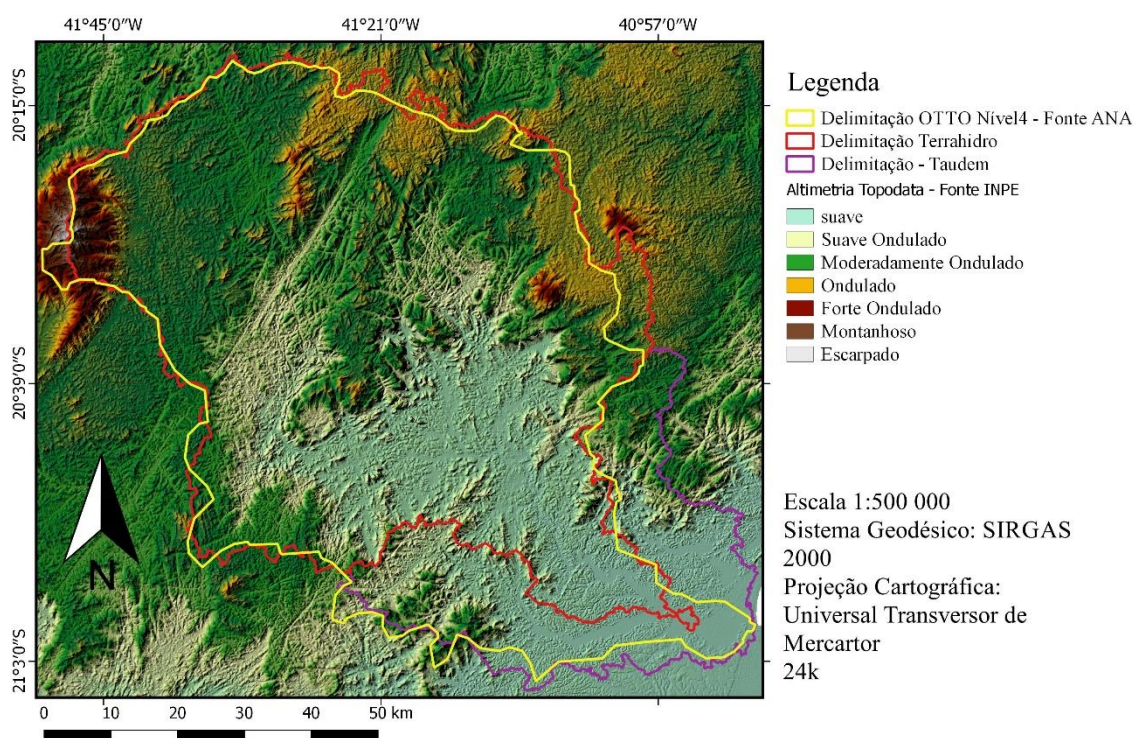 41°45'0"W
41°21'0"W
40°57'0"W
20°15'0"S
20°39'0"S
21°3'0"S
N
0 10 20 30 40 50 km
Legenda
Delimitação OTTO Nível4 - Fonte ANA
Delimitação Terrahidro
Delimitação - Taudem
Altimetria Topodata - Fonte INPE
suave
Suave Ondulado
Moderadamente Ondulado
Ondulado
Forte Ondulado
Montanhoso
Escarpado
Escala 1:500 000
Sistema Geodésico: SIRGAS
2000
Projeção Cartográfica:
Universal Transversor de
Mercartor
24k